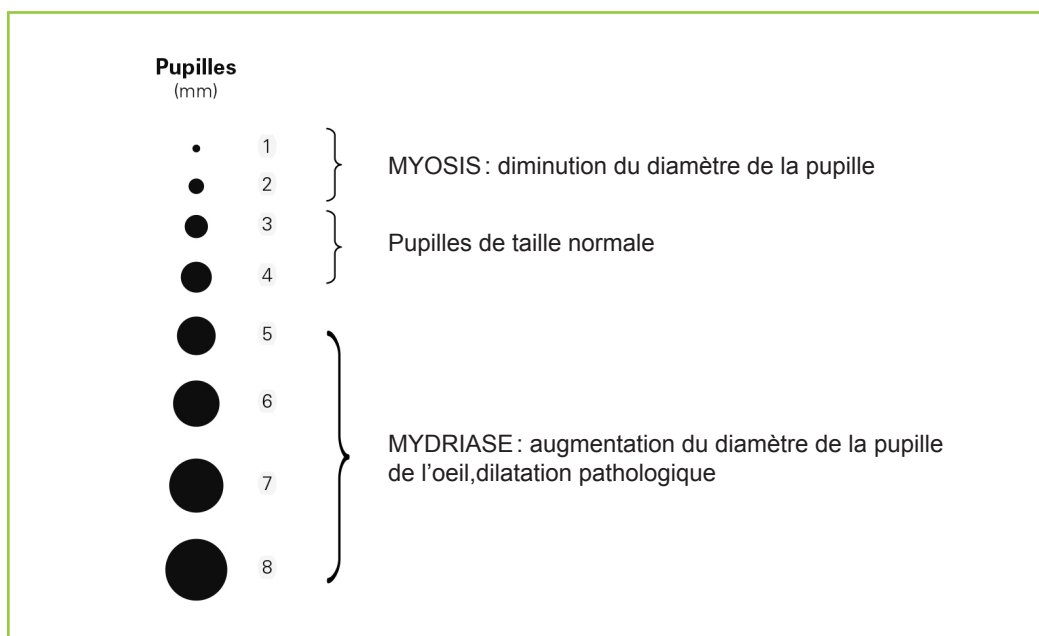 Pupilles
(mm)
1
MYOSIS : diminution du diamètre de la pupille
2
3
Pupilles de taille normale
4
5
6
MYDRIASE : augmentation du diamètre de la pupille
de l'oeil,dilatation pathologique
7
8